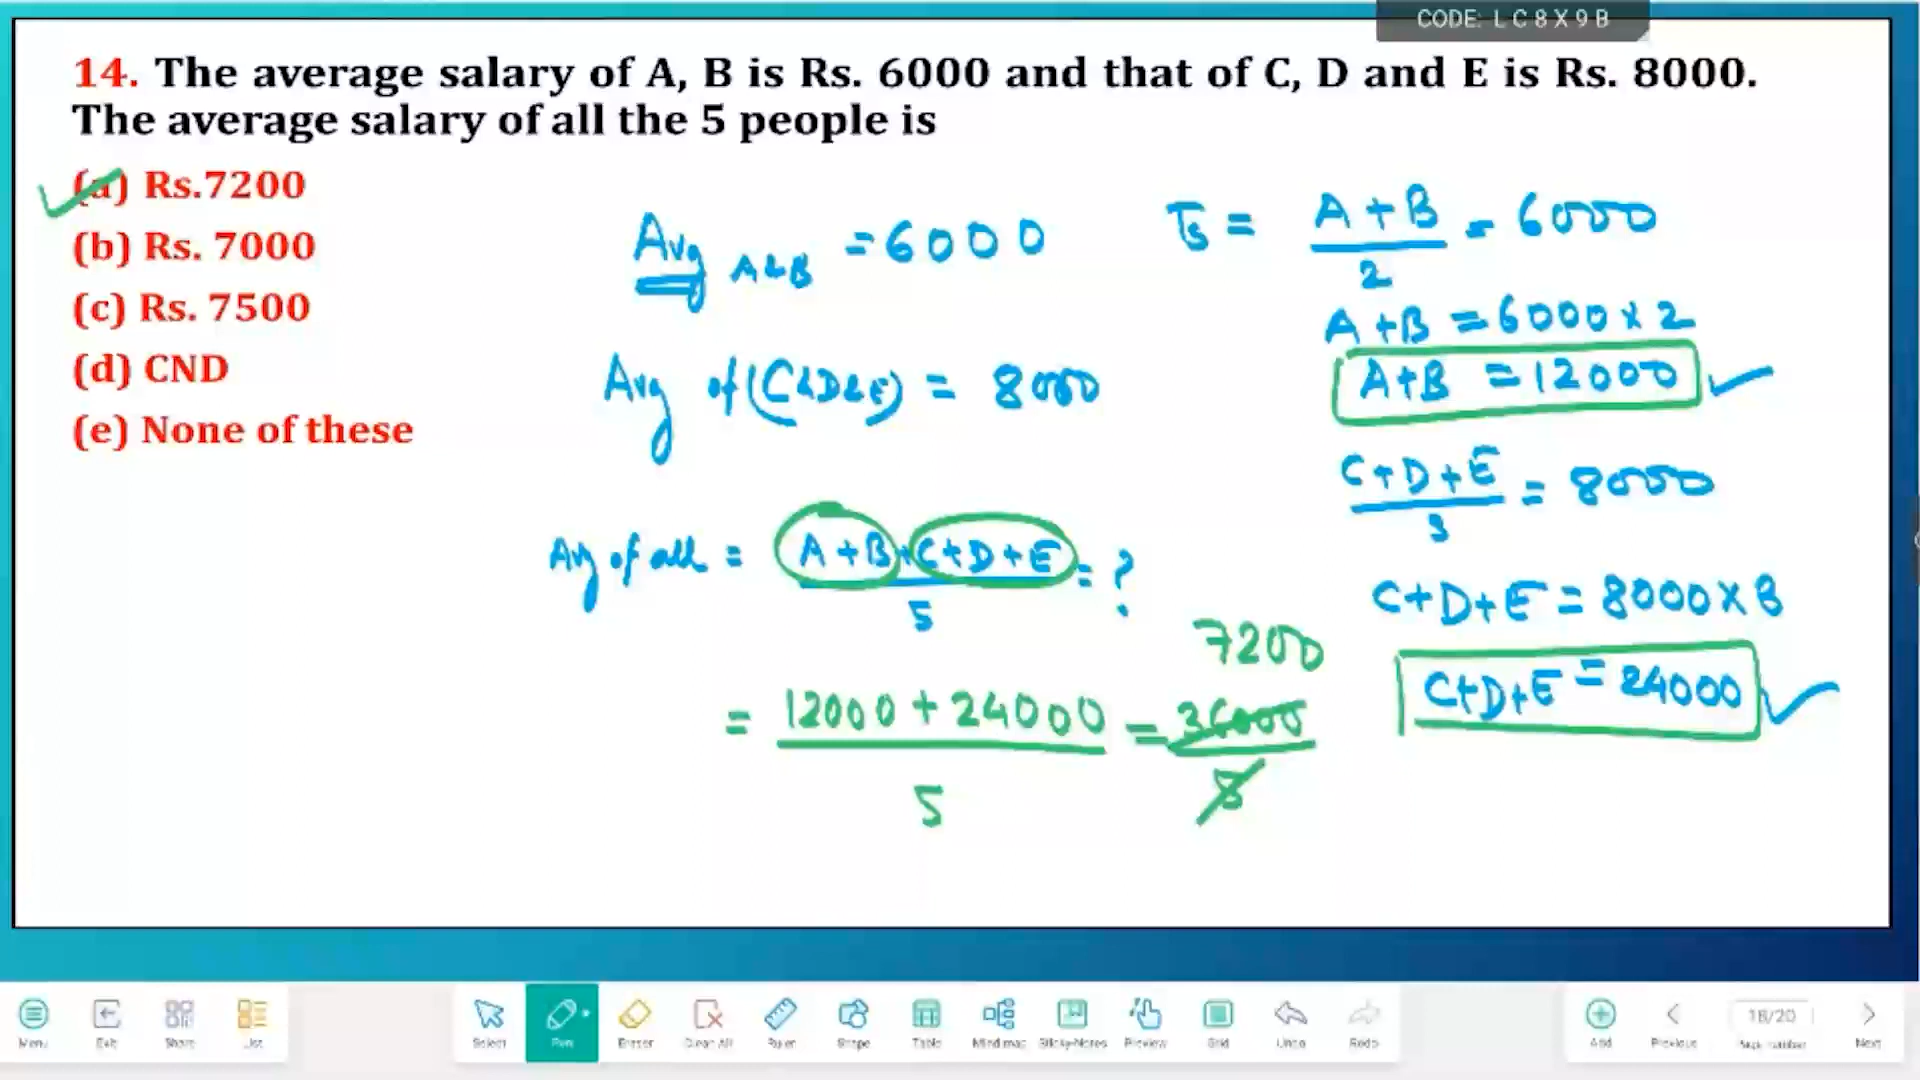 CODE: L C 8 X 9 B
14. The average salary of A, B is Rs. 6000 and that of C, D and E is Rs. 8000.
The average salary of all the 5 people is
(a) Rs.7200
(b) Rs. 7000
(c) Rs. 7500
(d) CND
(e) None of these
Avg A&B = 6000
Avg of (C&D&E) = 8000
Avg of all = A+B+C+D+E = ?
5
= 12000 + 24000 = 36000
5 5
7200
A+B = 6000
2
A+B = 6000 x 2
A+B = 12000
C+D+E = 8000
3
C+D+E = 8000 x 3
C+D+E = 24000
Menu Exit Share List Select Pen Eraser Clear All Ruler Shape Table Mind map Sticky-Notes Preview Grid Undo Redo Add Previous 18/20 Next